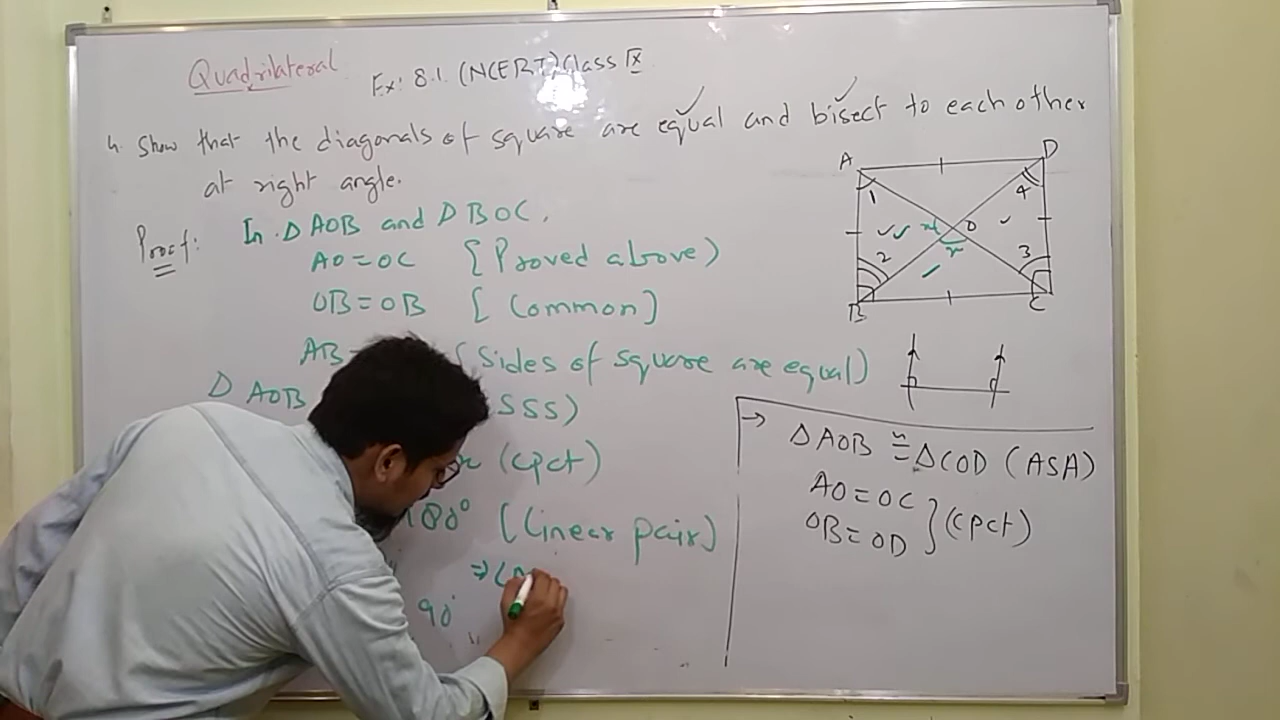 Quadrilateral
Ex: 8.1. (NCERT) Class IX
4. Show that the diagonals of square are equal and bisect to each other
at right angle.
Proof: In Δ AOB and Δ BOC,
AO = OC [Proved above)
OB = OB [Common]
AB = (Sides of square are equal)
Δ AOB SSS)
(cpct)
180° [Linear pair)
⇒
90°
A D
1 4
x O
2 x 3
B C
→ ΔAOB ≅ ΔCOD (ASA)
AO = OC
OB = OD } (cpct)